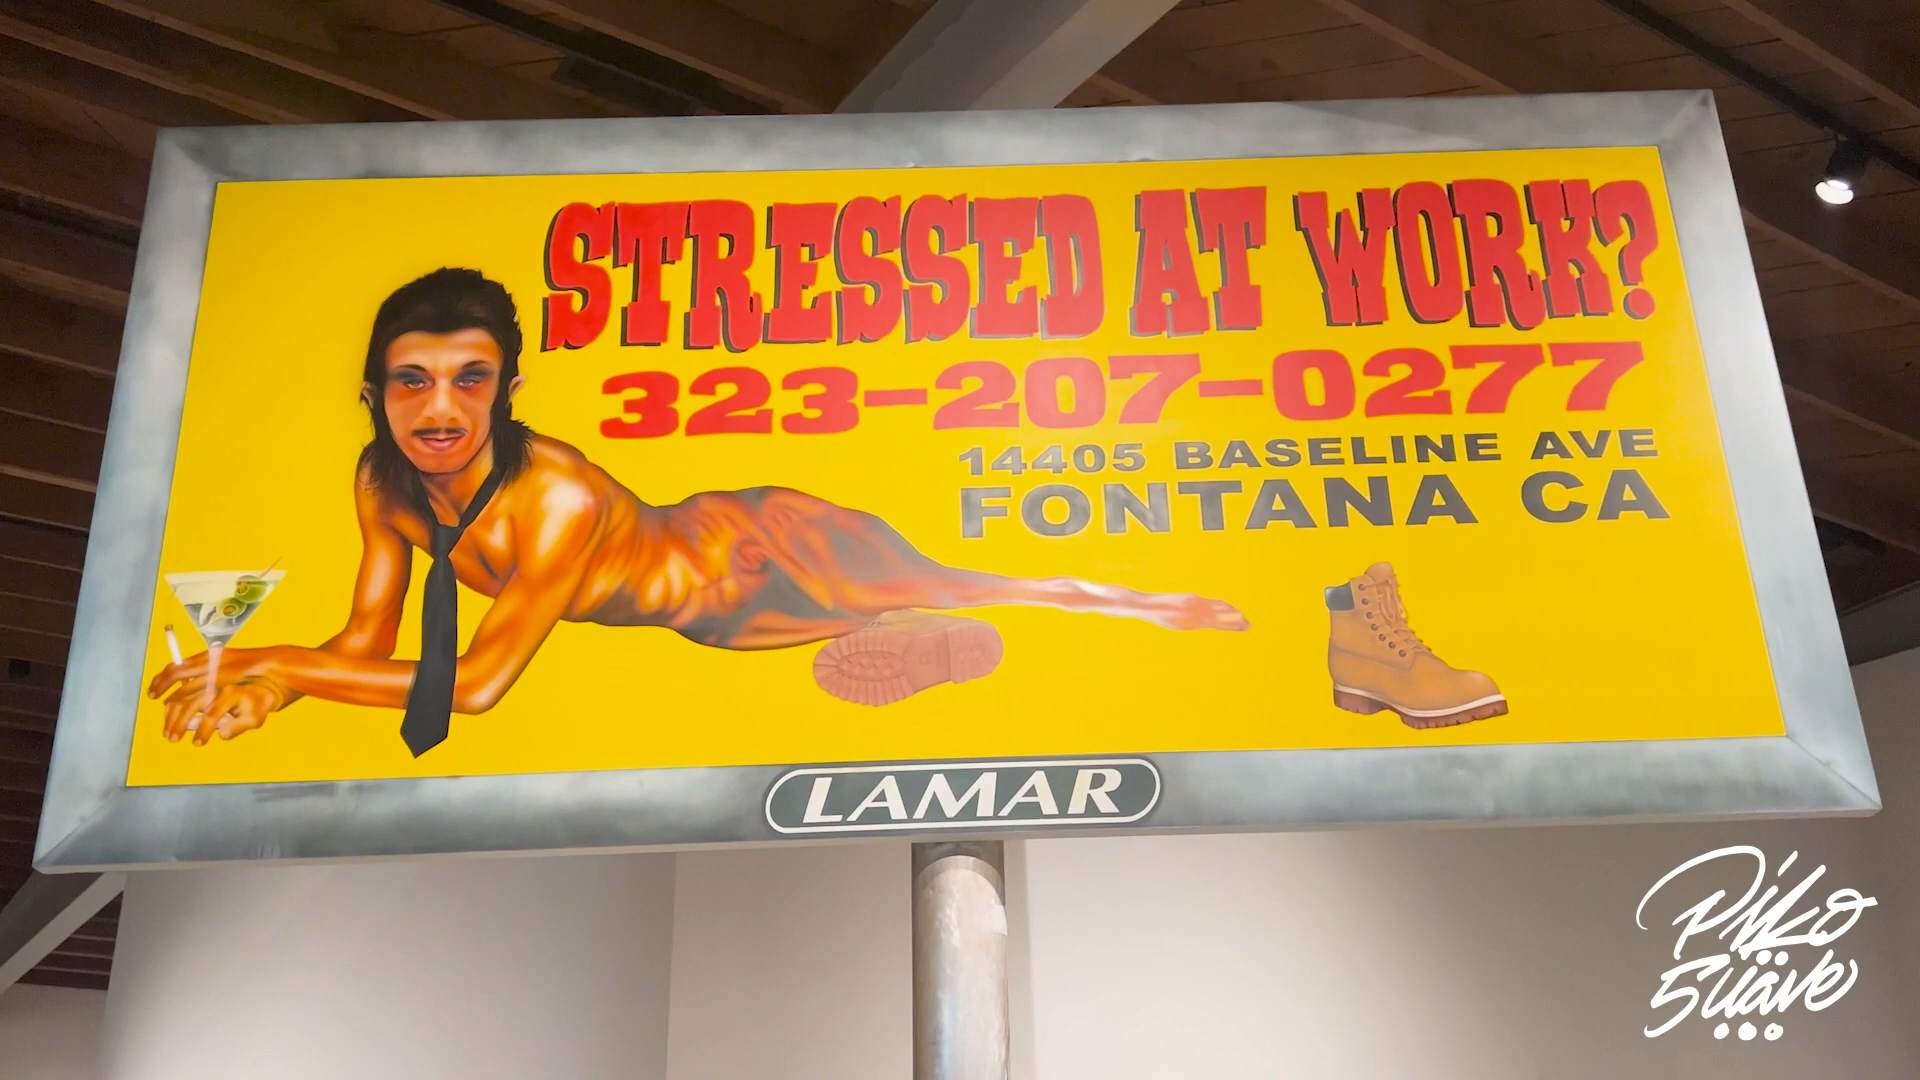 STRESSED AT WORK?
323-207-0277
14405 BASELINE AVE
FONTANA CA
LAMAR
Piko
Suave